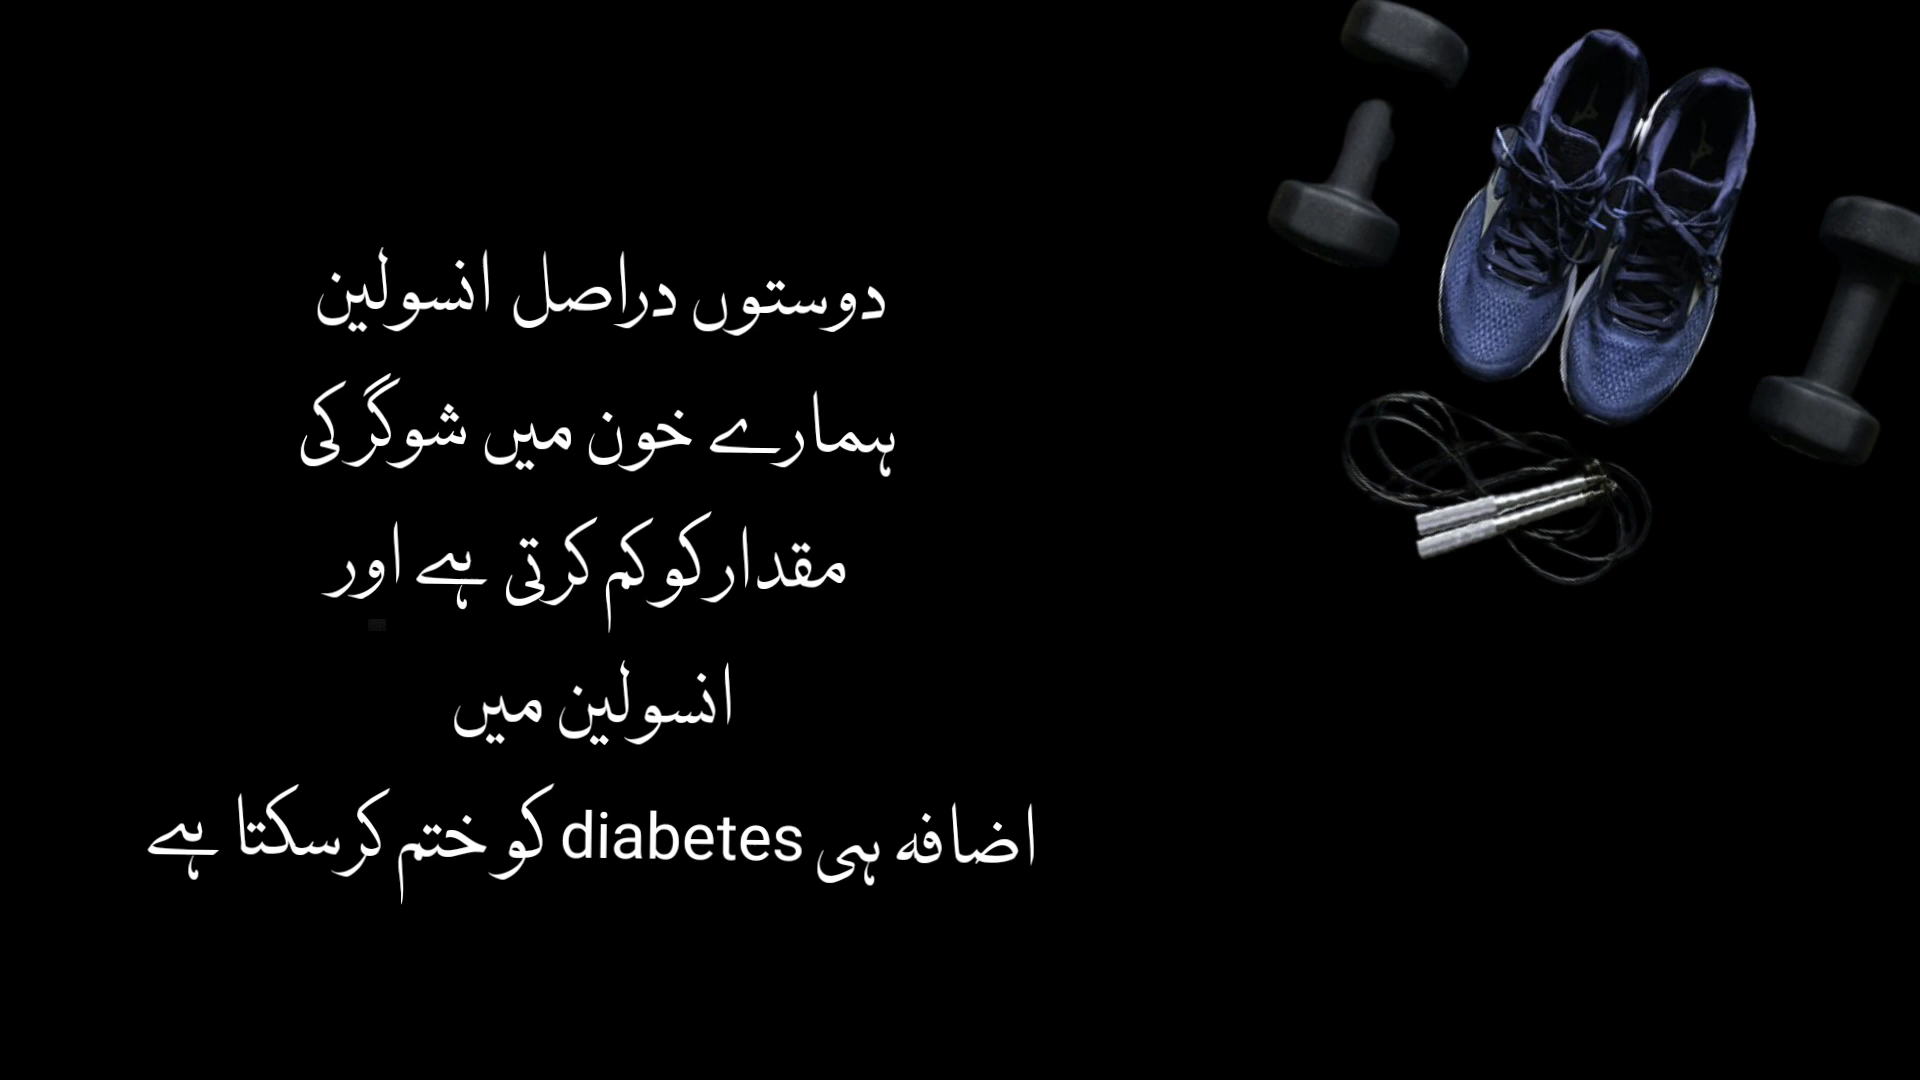 دوستوں دراصل انسولین
ہمارے خون میں شوگر کی
مقدار کو کم کرتی ہے اور
انسولین میں
اضافہ ہی diabetes کو ختم کر سکتا ہے